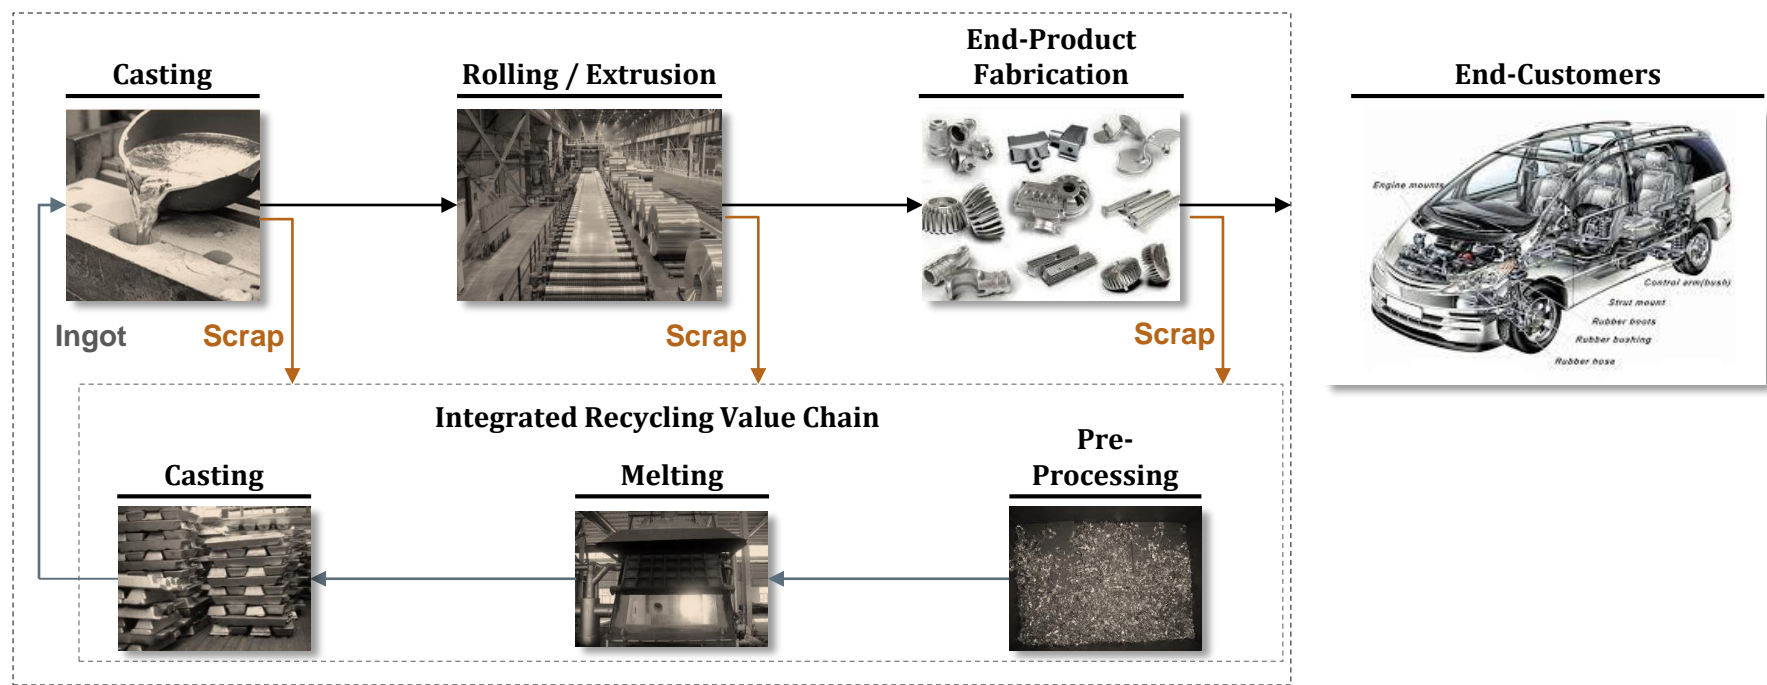 Casting
Rolling / Extrusion
End-Product
Fabrication
End-Customers
Engine mounts
Control arm(bush)
Strut mount
Rubber boots
Rubber bushing
Rubber hose
Ingot
Scrap
Scrap
Scrap
Integrated Recycling Value Chain
Casting
Melting
Pre-
Processing